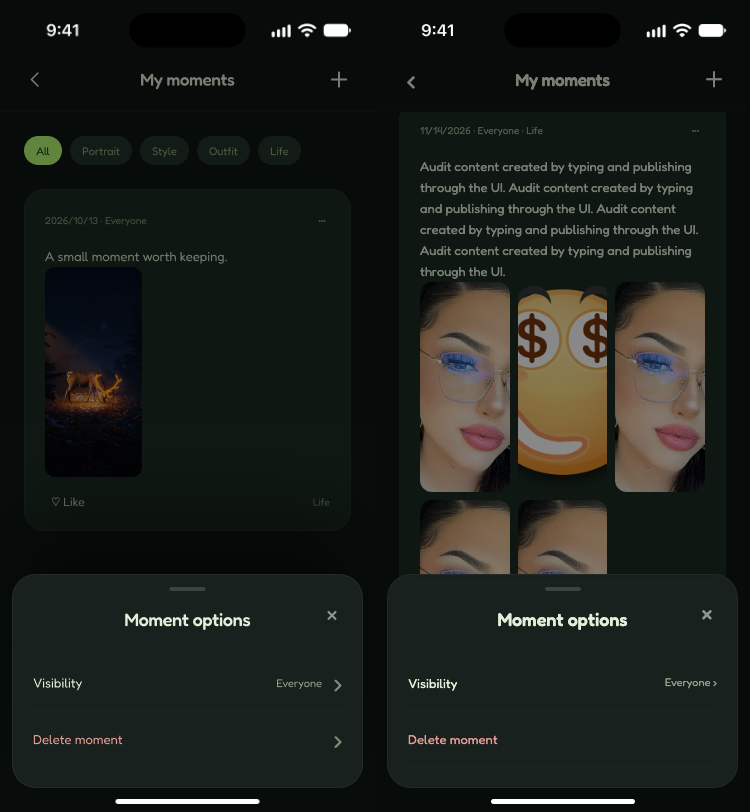 9:41
My moments
All
Portrait
Style
Outfit
Life
2026/10/13 · Everyone
...
A small moment worth keeping.
♡ Like
Life
Moment options
×
Visibility
Everyone >
Delete moment
>
9:41
My moments
11/14/2026 · Everyone · Life
...
Audit content created by typing and publishing
through the UI. Audit content created by typing
and publishing through the UI. Audit content
created by typing and publishing through the UI.
Audit content created by typing and publishing
through the UI.
$ $
Moment options
×
Visibility
Everyone ›
Delete moment